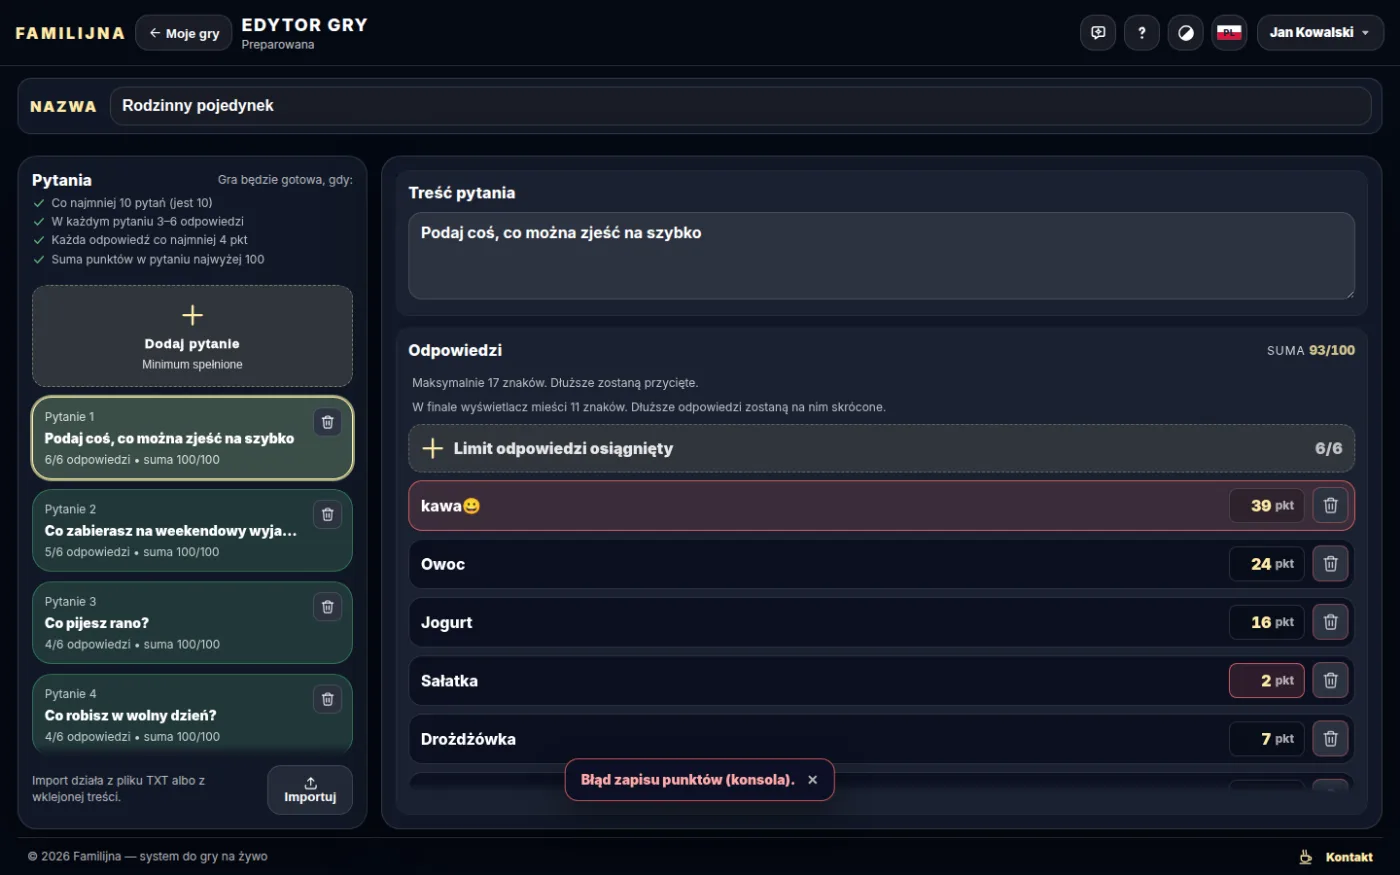 FAMILIJNA
← Moje gry
EDYTOR GRY
Preparowana
?
PL
Jan Kowalski
NAZWA
Rodzinny pojedynek
Pytania
Gra będzie gotowa, gdy:
Co najmniej 10 pytań (jest 10)
W każdym pytaniu 3–6 odpowiedzi
Każda odpowiedź co najmniej 4 pkt
Suma punktów w pytaniu najwyżej 100
Dodaj pytanie
Minimum spełnione
Pytanie 1
Podaj coś, co można zjeść na szybko
6/6 odpowiedzi • suma 100/100
Pytanie 2
Co zabierasz na weekendowy wyja...
5/6 odpowiedzi • suma 100/100
Pytanie 3
Co pijesz rano?
4/6 odpowiedzi • suma 100/100
Pytanie 4
Co robisz w wolny dzień?
4/6 odpowiedzi • suma 100/100
Import działa z pliku TXT albo z
wklejonej treści.
Importuj
Treść pytania
Podaj coś, co można zjeść na szybko
Odpowiedzi
SUMA 93/100
Maksymalnie 17 znaków. Dłuższe zostaną przycięte.
W finale wyświetlacz mieści 11 znaków. Dłuższe odpowiedzi zostaną na nim skrócone.
Limit odpowiedzi osiągnięty
6/6
kawa😀
39 pkt
Owoc
24 pkt
Jogurt
16 pkt
Sałatka
2 pkt
Drożdżówka
7 pkt
Błąd zapisu punktów (konsola). ✕
© 2026 Familijna — system do gry na żywo
Kontakt